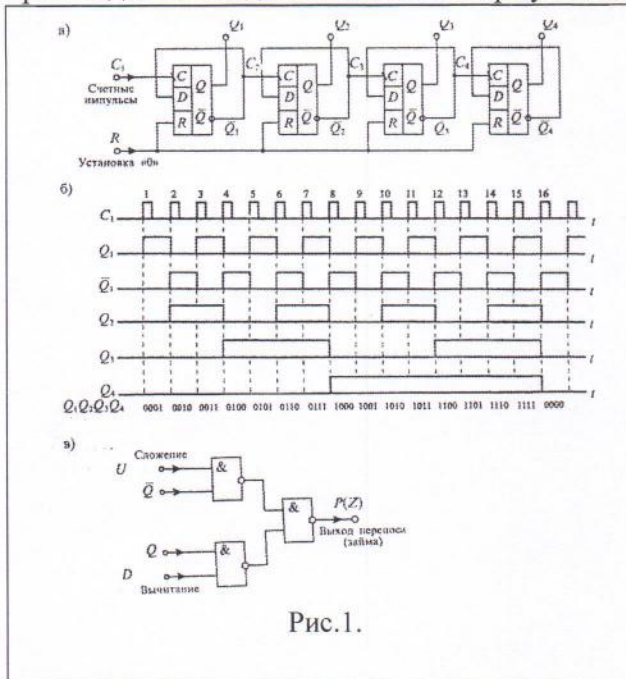 а)
Q₁ Q₂ Q₃ Q₄
C₁ C₂ C₃ C₄
C Q C Q C Q C Q
Счетные импульсы
D D D D
R Q̄ R Q̄ R Q̄ R Q̄
Q̄₁ Q̄₂ Q̄₃ Q̄₄
R
Установка «0»
б)
1 2 3 4 5 6 7 8 9 10 11 12 13 14 15 16
C₁ t
Q₁ t
Q̄₁ t
Q₂ t
Q₃ t
Q₄ t
Q₁Q₂Q₃Q₄ 0001 0010 0011 0100 0101 0110 0111 1000 1001 1010 1011 1100 1101 1110 1111 0000
э)
Сложение
U &
Q̄
& P(Z)
Выход переноса
(займа)
Q &
D
Вычитание
Рис.1.